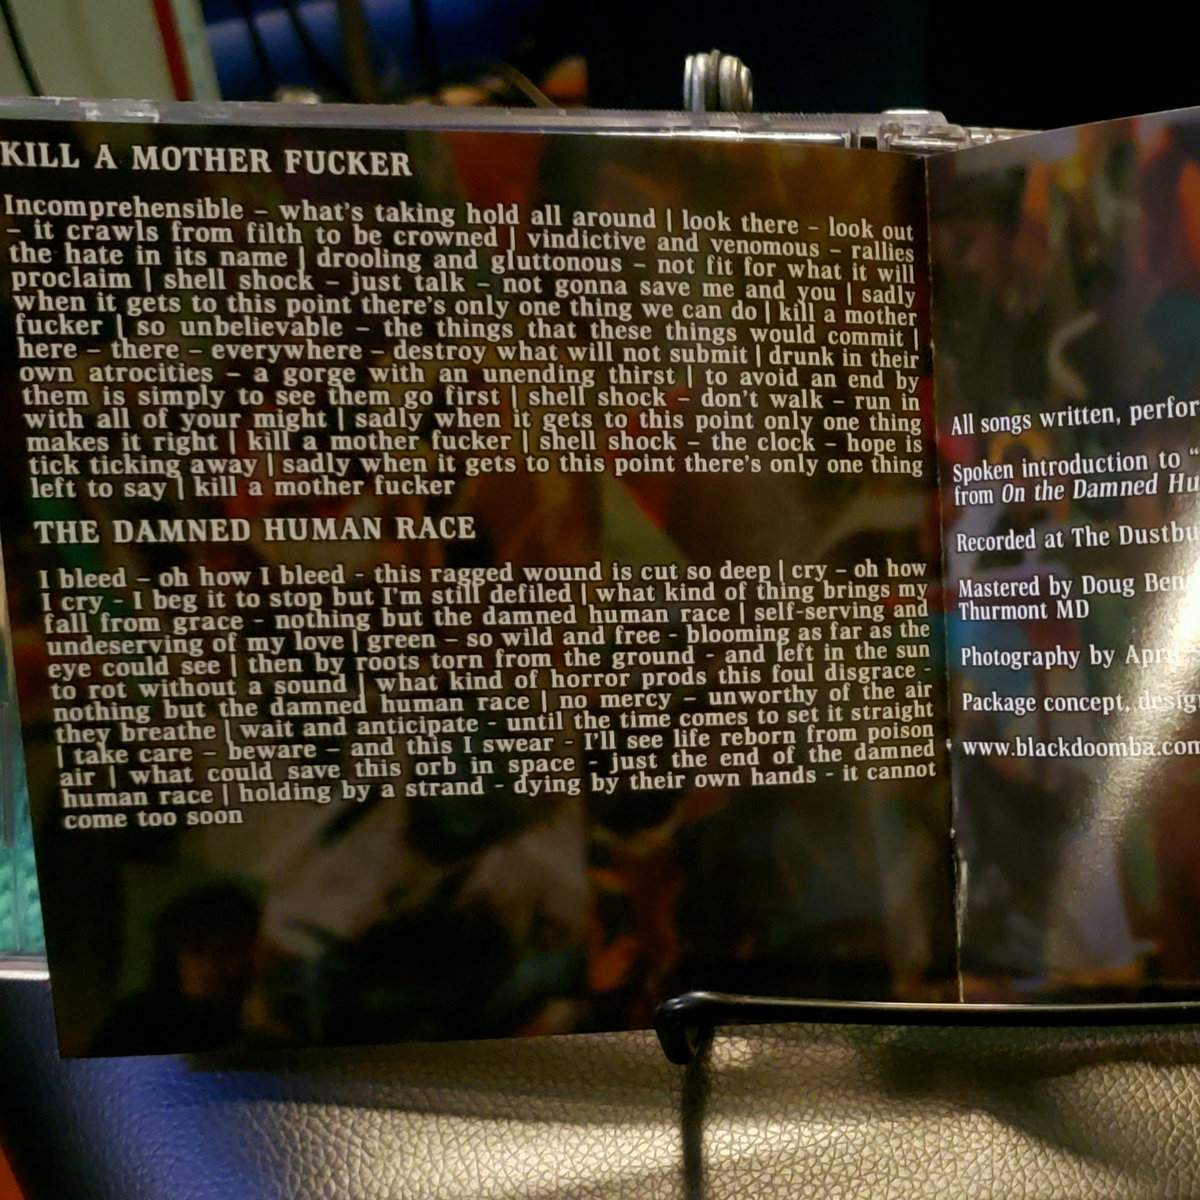 KILL A MOTHER FUCKER
Incomprehensible – what's taking hold all around | look there – look out
– it crawls from filth to be crowned | vindictive and venomous – rallies
the hate in its name | drooling and gluttonous – not fit for what it will
proclaim | shell shock – just talk – not gonna save me and you | sadly
when it gets to this point there's only one thing we can do | kill a mother
fucker | so unbelievable – the things that these things would commit |
here – there – everywhere – destroy what will not submit | drunk in their
own atrocities – a gorge with an unending thirst | to avoid an end by
them is simply to see them go first | shell shock – don't walk – run in
with all of your might | sadly when it gets to this point only one thing
makes it right | kill a mother fucker | shell shock – the clock – hope is
tick ticking away | sadly when it gets to this point there's only one thing
left to say | kill a mother fucker
THE DAMNED HUMAN RACE
I bleed – oh how I bleed - this ragged wound is cut so deep | cry – oh how
I cry - I beg it to stop but I'm still defiled | what kind of thing brings my
fall from grace - nothing but the damned human race | self-serving and
undeserving of my love | green – so wild and free - blooming as far as the
eye could see | then by roots torn from the ground - and left in the sun
to rot without a sound | what kind of horror prods this foul disgrace -
nothing but the damned human race | no mercy – unworthy of the air
they breathe | wait and anticipate - until the time comes to set it straight
| take care – beware – and this I swear - I'll see life reborn from poison
air | what could save this orb in space - just the end of the damned
human race | holding by a strand - dying by their own hands - it cannot
come too soon
All songs written, perfor
Spoken introduction to "
from On the Damned Hu
Recorded at The Dustbu
Mastered by Doug Ben
Thurmont MD
Photography by Apr
Package concept, desig
www.blackdoomba.com